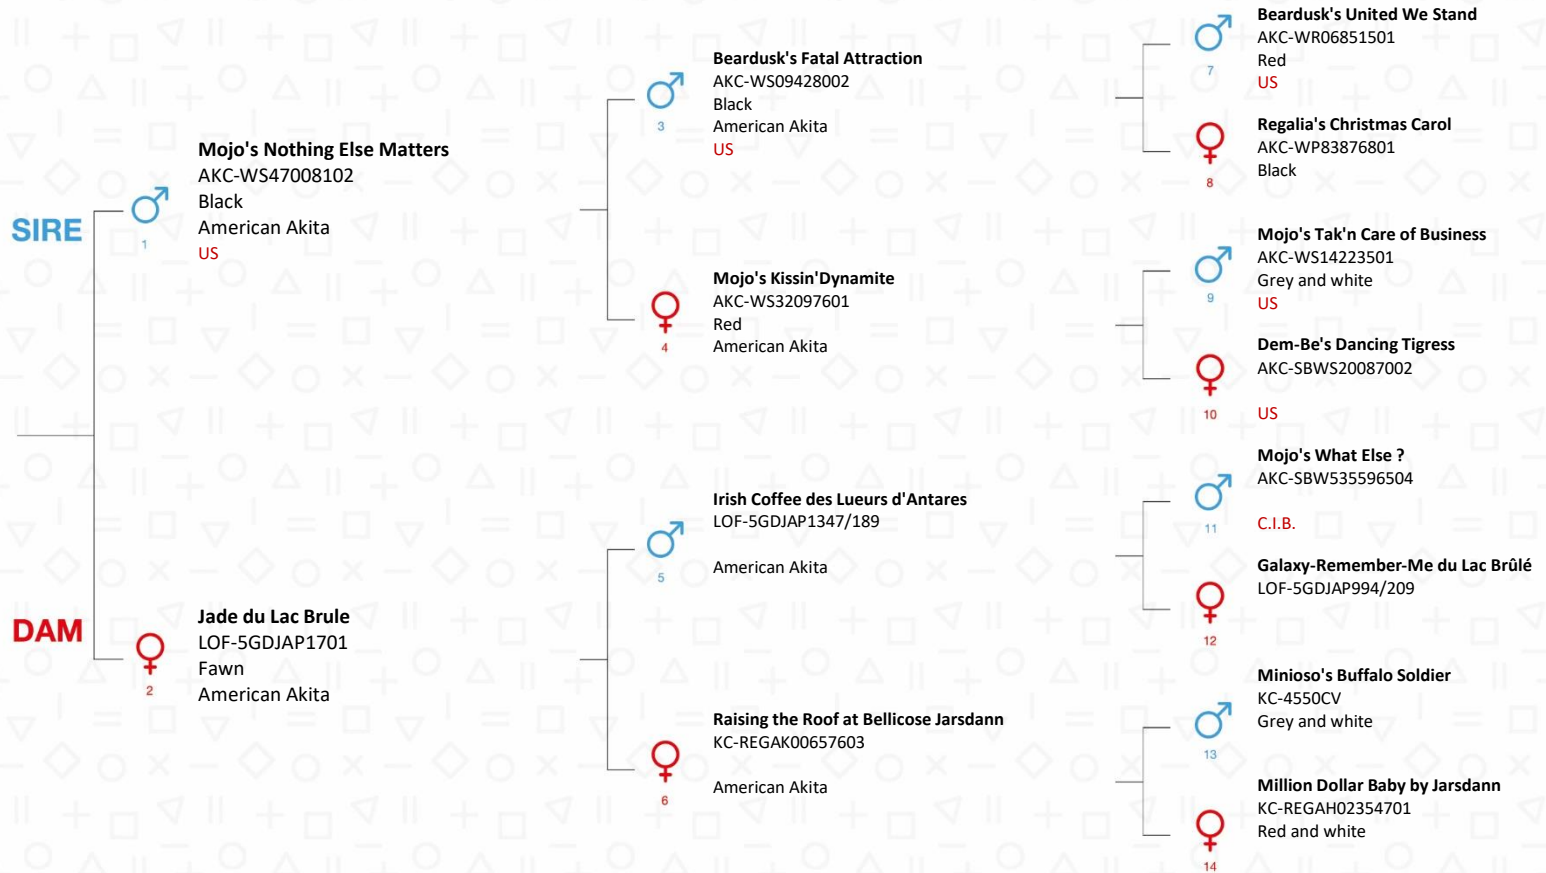 SIRE
1
Mojo's Nothing Else Matters
AKC-WS47008102
Black
American Akita
US
DAM
2
Jade du Lac Brule
LOF-5GDJAP1701
Fawn
American Akita
3
Beardusk's Fatal Attraction
AKC-WS09428002
Black
American Akita
US
4
Mojo's Kissin'Dynamite
AKC-WS32097601
Red
American Akita
5
Irish Coffee des Lueurs d'Antares
LOF-5GDJAP1347/189
American Akita
6
Raising the Roof at Bellicose Jarsdann
KC-REGAK00657603
American Akita
7
Beardusk's United We Stand
AKC-WR06851501
Red
US
8
Regalia's Christmas Carol
AKC-WP83876801
Black
9
Mojo's Tak'n Care of Business
AKC-WS14223501
Grey and white
US
10
Dem-Be's Dancing Tigress
AKC-SBWS20087002
US
11
Mojo's What Else ?
AKC-SBW535596504
C.I.B.
12
Galaxy-Remember-Me du Lac Brûlé
LOF-5GDJAP994/209
13
Minioso's Buffalo Soldier
KC-4550CV
Grey and white
14
Million Dollar Baby by Jarsdann
KC-REGAH02354701
Red and white